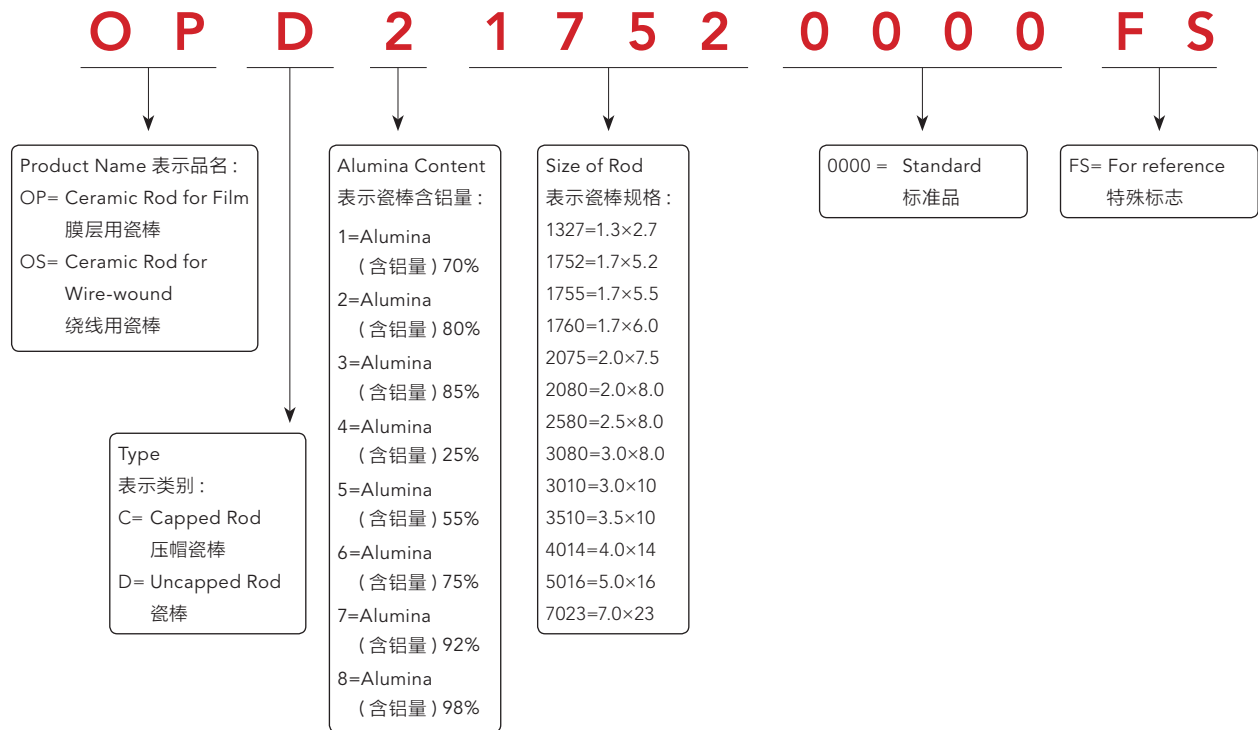 O P D 2 1 7 5 2 0 0 0 0 F S
Product Name 表示品名 :
OP= Ceramic Rod for Film
膜层用瓷棒
OS= Ceramic Rod for
Wire-wound
绕线用瓷棒
Type
表示类别 :
C= Capped Rod
压帽瓷棒
D= Uncapped Rod
瓷棒
Alumina Content
表示瓷棒含铝量 :
1=Alumina
( 含铝量 ) 70%
2=Alumina
( 含铝量 ) 80%
3=Alumina
( 含铝量 ) 85%
4=Alumina
( 含铝量 ) 25%
5=Alumina
( 含铝量 ) 55%
6=Alumina
( 含铝量 ) 75%
7=Alumina
( 含铝量 ) 92%
8=Alumina
( 含铝量 ) 98%
Size of Rod
表示瓷棒规格 :
1327=1.3×2.7
1752=1.7×5.2
1755=1.7×5.5
1760=1.7×6.0
2075=2.0×7.5
2080=2.0×8.0
2580=2.5×8.0
3080=3.0×8.0
3010=3.0×10
3510=3.5×10
4014=4.0×14
5016=5.0×16
7023=7.0×23
0000 = Standard
标准品
FS= For reference
特殊标志